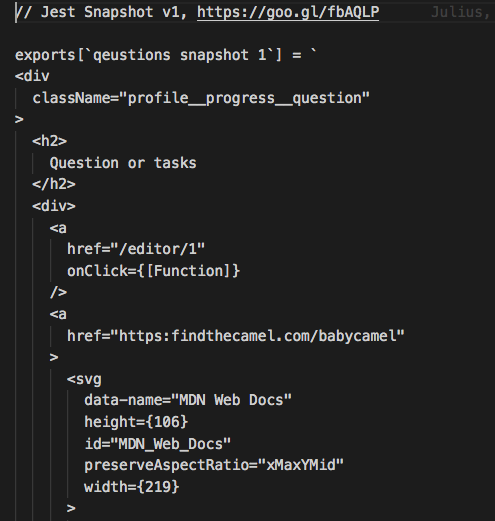 // Jest Snapshot v1, https://goo.gl/fbAQLP Julius,
exports[`qeustions snapshot 1`] = `
<div
className="profile__progress__question"
>
<h2>
Question or tasks
</h2>
<div>
<a
href="/editor/1"
onClick={[Function]}
/>
<a
href="https:findthecamel.com/babycamel"
>
<svg
data-name="MDN Web Docs"
height={106}
id="MDN_Web_Docs"
preserveAspectRatio="xMaxYMid"
width={219}
>